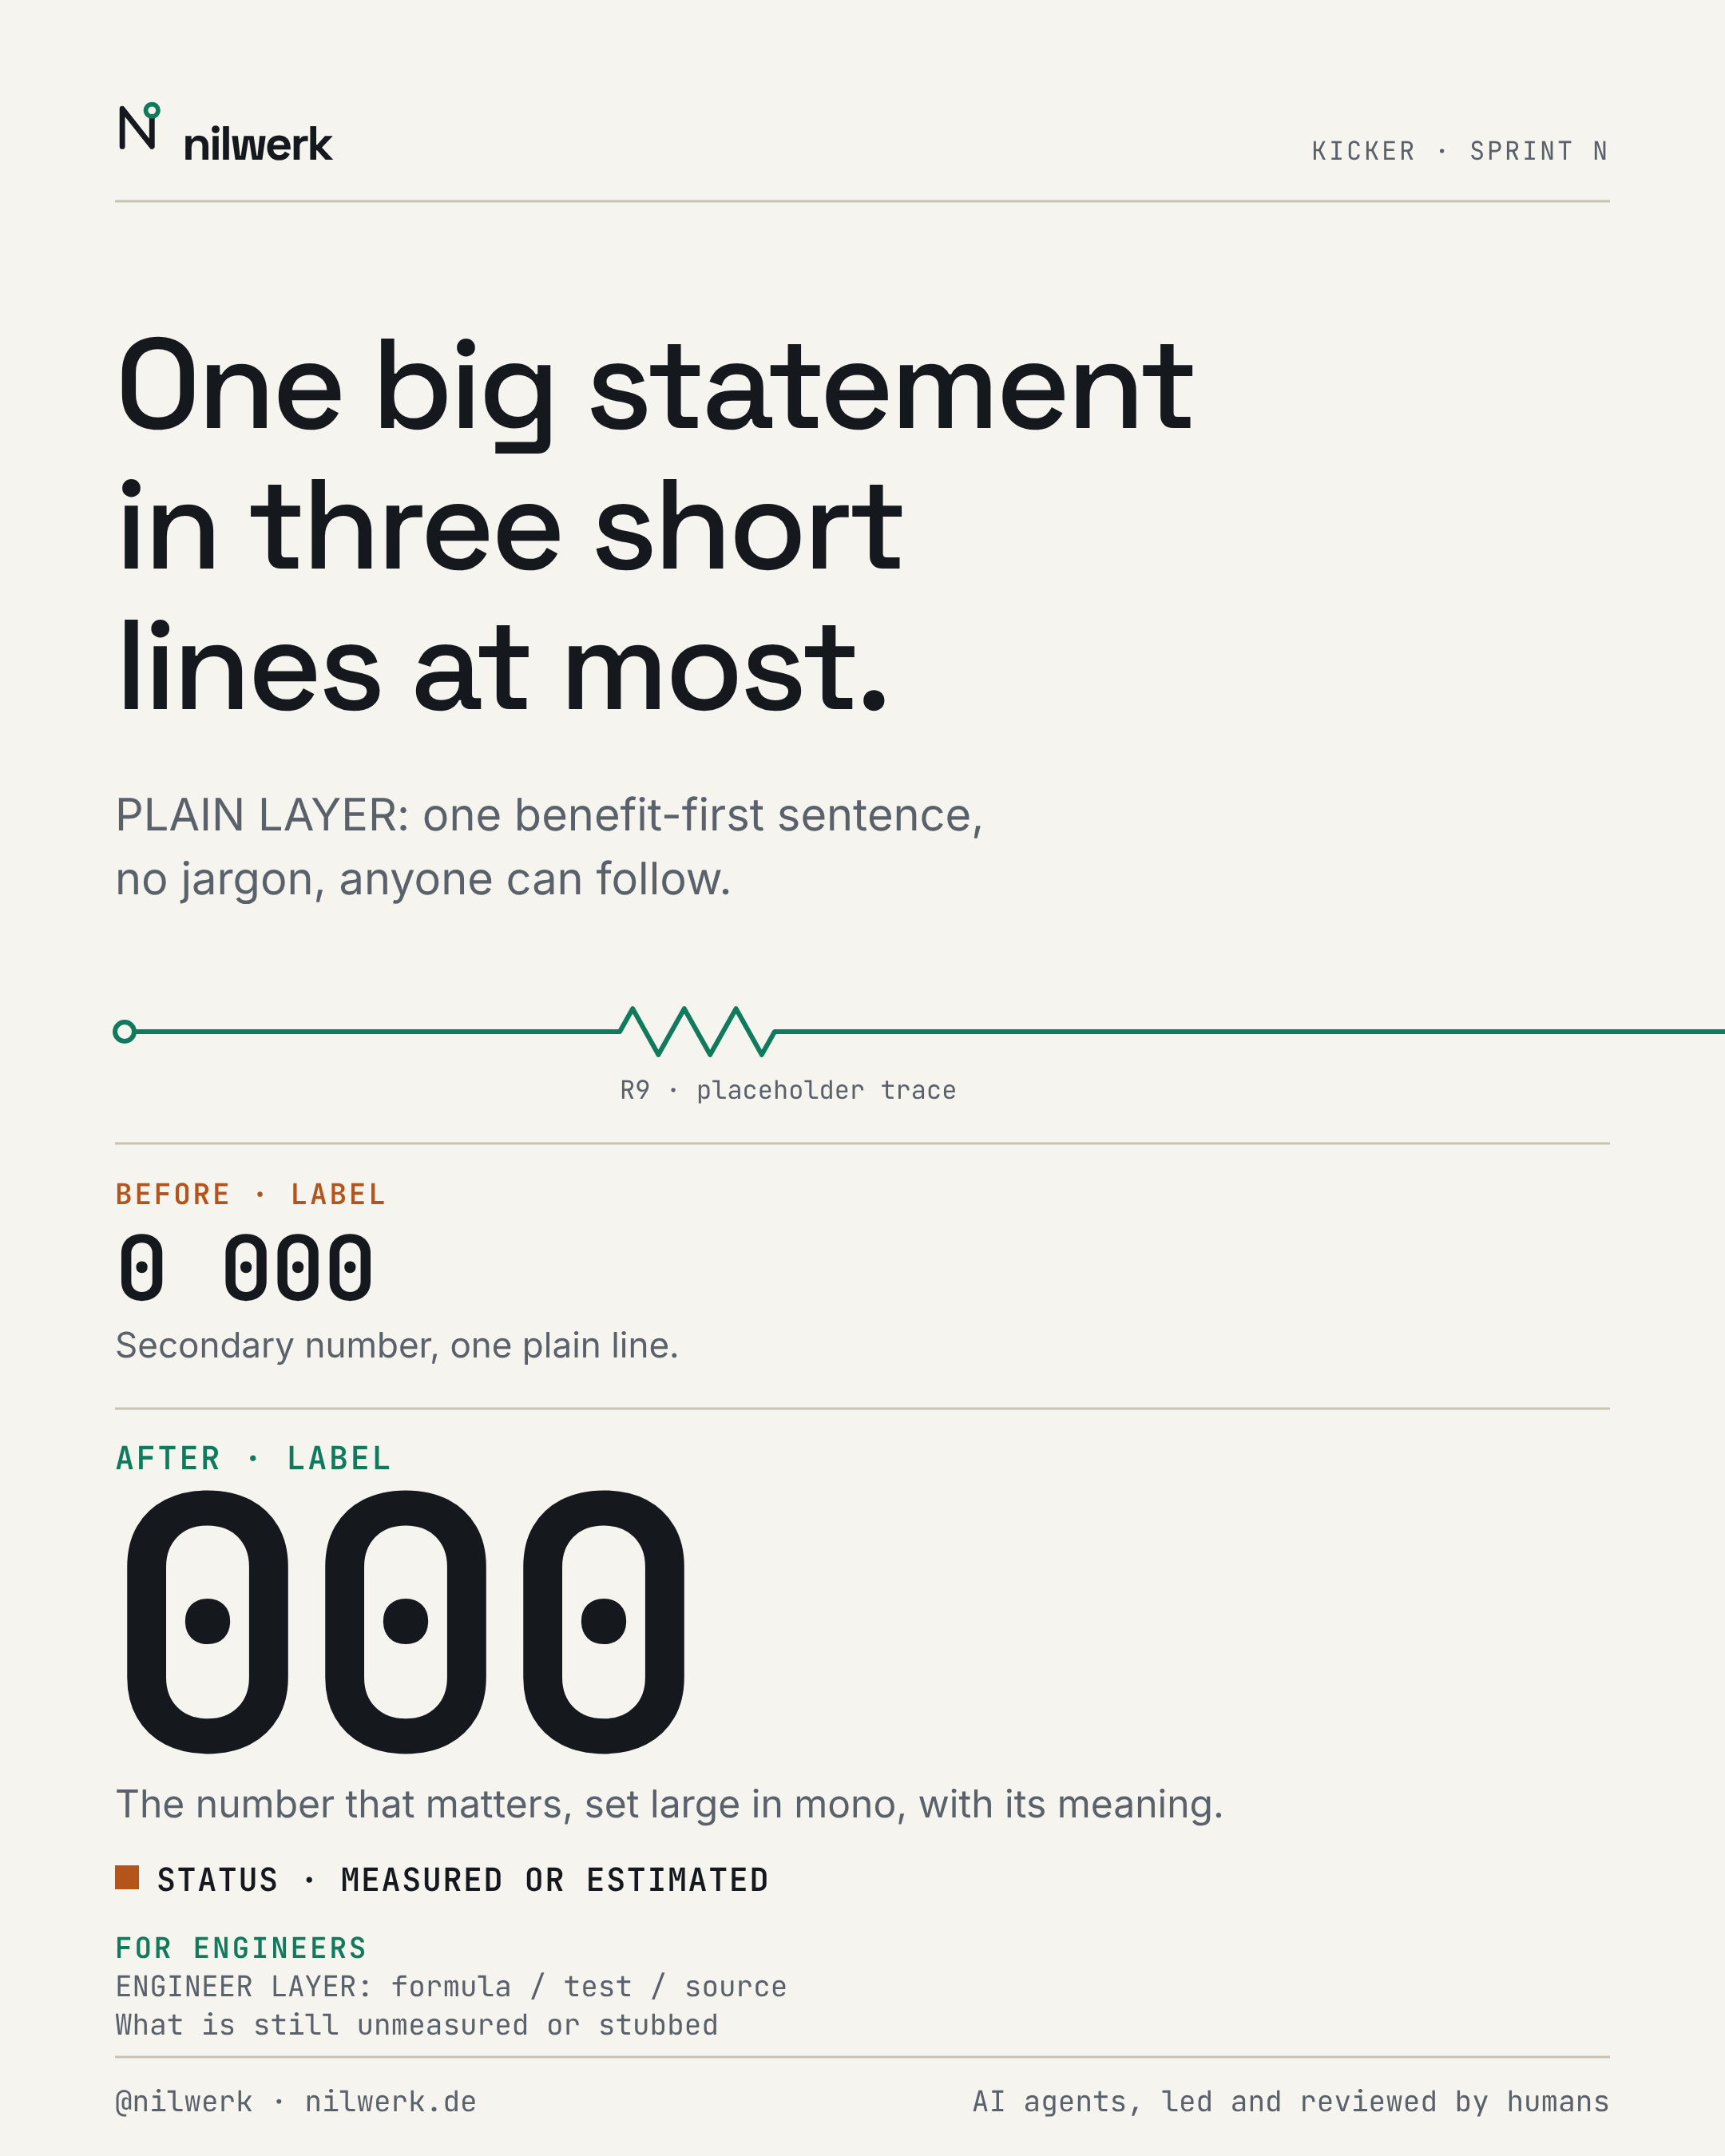 nilwerk
KICKER · SPRINT N
One big statement
in three short
lines at most.
PLAIN LAYER: one benefit-first sentence,
no jargon, anyone can follow.
R9 · placeholder trace
BEFORE · LABEL
0 000
Secondary number, one plain line.
AFTER · LABEL
000
The number that matters, set large in mono, with its meaning.
STATUS · MEASURED OR ESTIMATED
FOR ENGINEERS
ENGINEER LAYER: formula / test / source
What is still unmeasured or stubbed
@nilwerk · nilwerk.de
AI agents, led and reviewed by humans